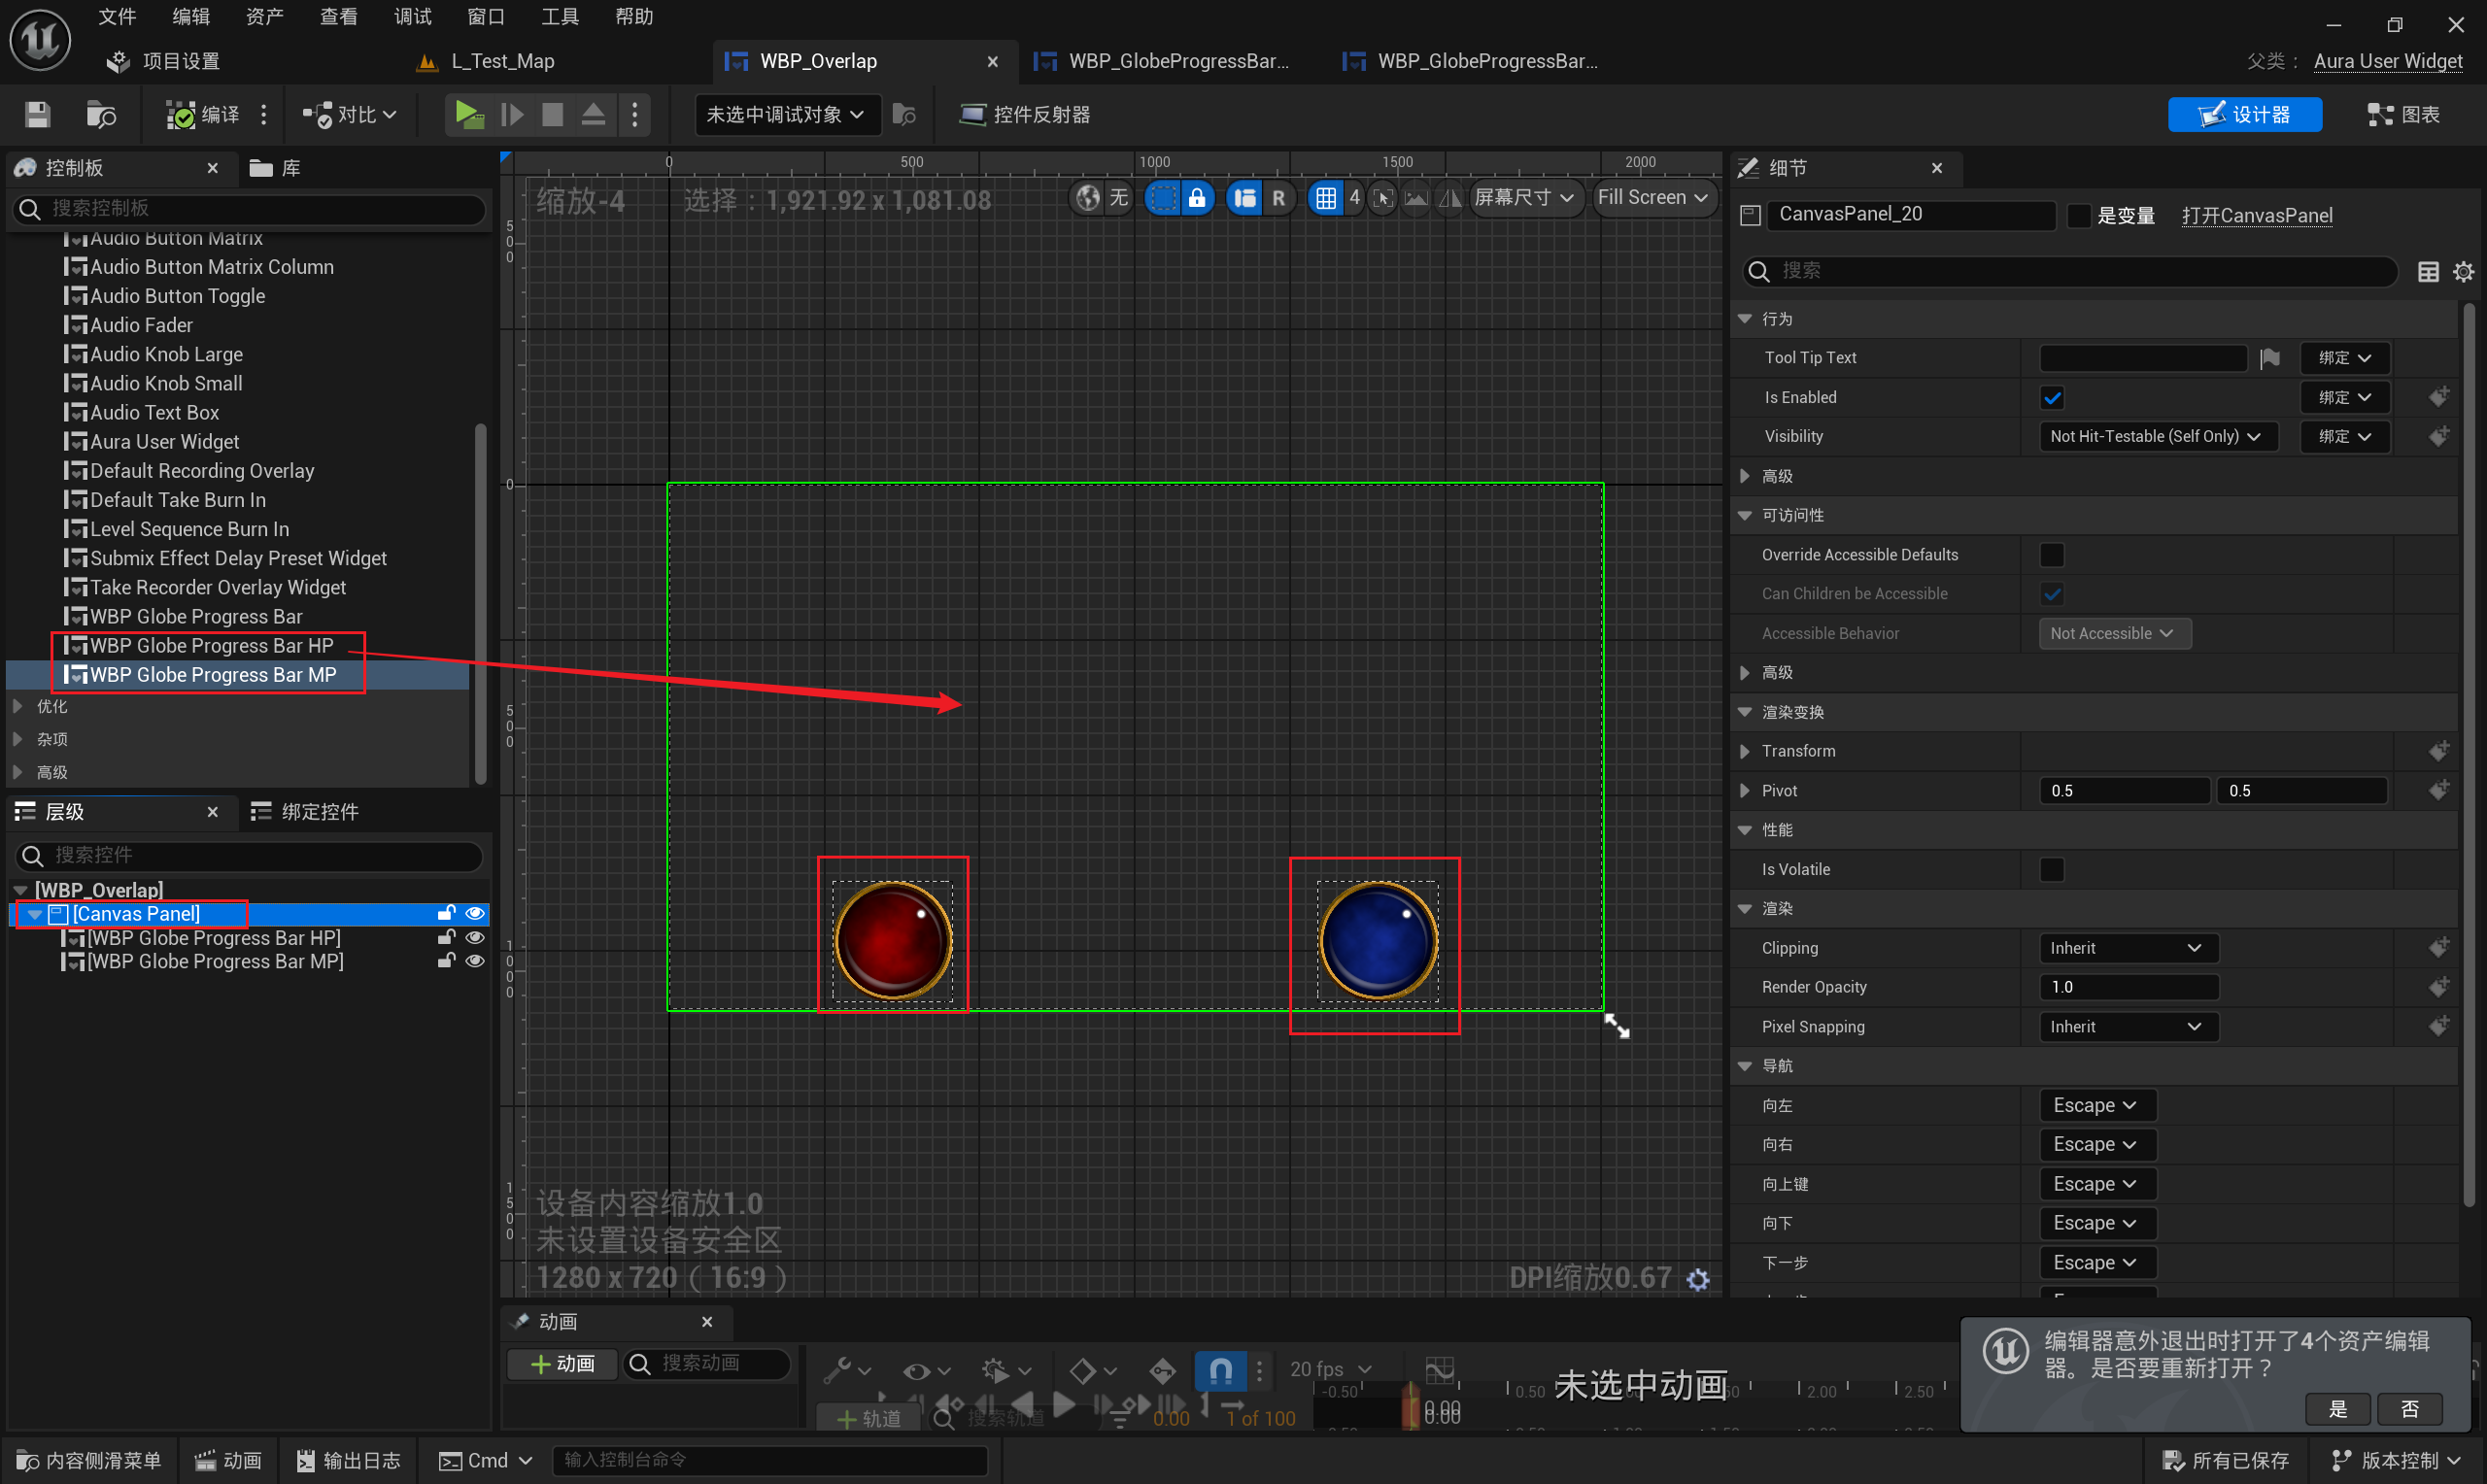 文件 编辑 资产 查看 调试 窗口 工具 帮助
项目设置 L_Test_Map WBP_Overlap WBP_GlobeProgressBar... WBP_GlobeProgressBar... 父类： Aura User Widget
编译 对比 未选中调试对象 控件反射器 设计器 图表
控制板 库
搜索控制板
Audio Button Matrix
Audio Button Matrix Column
Audio Button Toggle
Audio Fader
Audio Knob Large
Audio Knob Small
Audio Text Box
Aura User Widget
Default Recording Overlay
Default Take Burn In
Level Sequence Burn In
Submix Effect Delay Preset Widget
Take Recorder Overlay Widget
WBP Globe Progress Bar
WBP Globe Progress Bar HP
WBP Globe Progress Bar MP
优化
杂项
高级
层级 绑定控件
搜索控件
[WBP_Overlap]
[Canvas Panel]
[WBP Globe Progress Bar HP]
[WBP Globe Progress Bar MP]
0 500 1000 1500 2000
缩放-4 选择：1,921.92 x 1,081.08 无 R 4 屏幕尺寸 Fill Screen
500
0
500
1000
1500
设备内容缩放1.0
未设置设备安全区
1280 x 720（16:9） DPI缩放0.67
细节
CanvasPanel_20 是变量 打开CanvasPanel
搜索
行为
Tool Tip Text 绑定
Is Enabled 绑定
Visibility Not Hit-Testable (Self Only) 绑定
高级
可访问性
Override Accessible Defaults
Can Children be Accessible
Accessible Behavior Not Accessible
高级
渲染变换
Transform
Pivot 0.5 0.5
性能
Is Volatile
渲染
Clipping Inherit
Render Opacity 1.0
Pixel Snapping Inherit
导航
向左 Escape
向右 Escape
向上键 Escape
向下 Escape
下一步 Escape
动画
动画 搜索动画 20 fps
轨道 搜索轨道 0.00 1 of 100
-0.50 0.00 0.50 未选中动画 2.00 2.50
编辑器意外退出时打开了4个资产编辑
器。是否要重新打开？
是 否
内容侧滑菜单 动画 输出日志 Cmd 输入控制台命令 所有已保存 版本控制